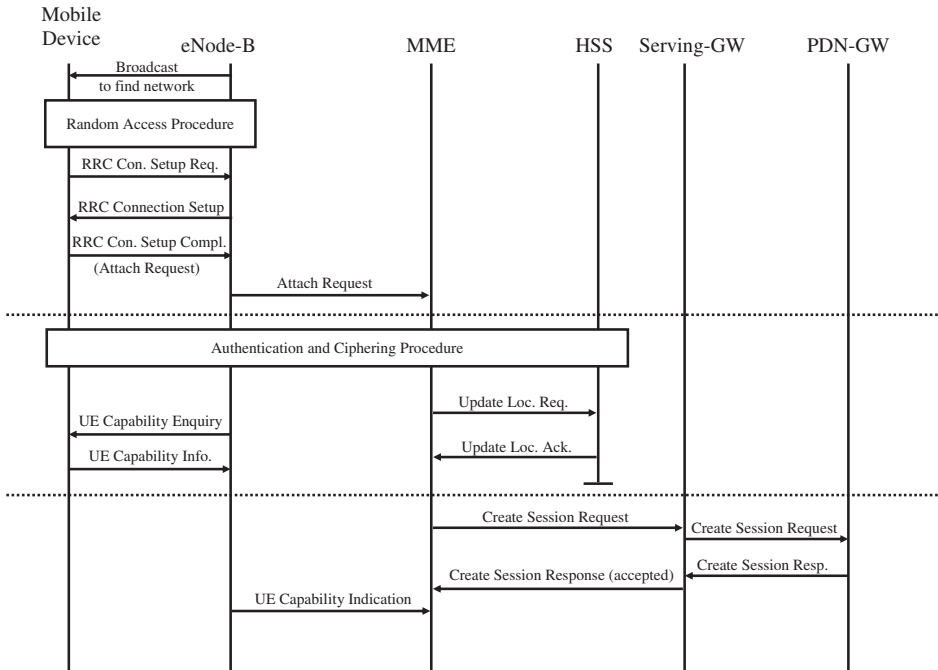 Mobile
Device
eNode-B
MME
HSS
Serving-GW
PDN-GW
Broadcast
to find network
Random Access Procedure
RRC Con. Setup Req.
RRC Connection Setup
RRC Con. Setup Compl.
(Attach Request)
Attach Request
Authentication and Ciphering Procedure
Update Loc. Req.
UE Capability Enquiry
Update Loc. Ack.
UE Capability Info.
Create Session Request
Create Session Request
Create Session Resp.
Create Session Response (accepted)
UE Capability Indication